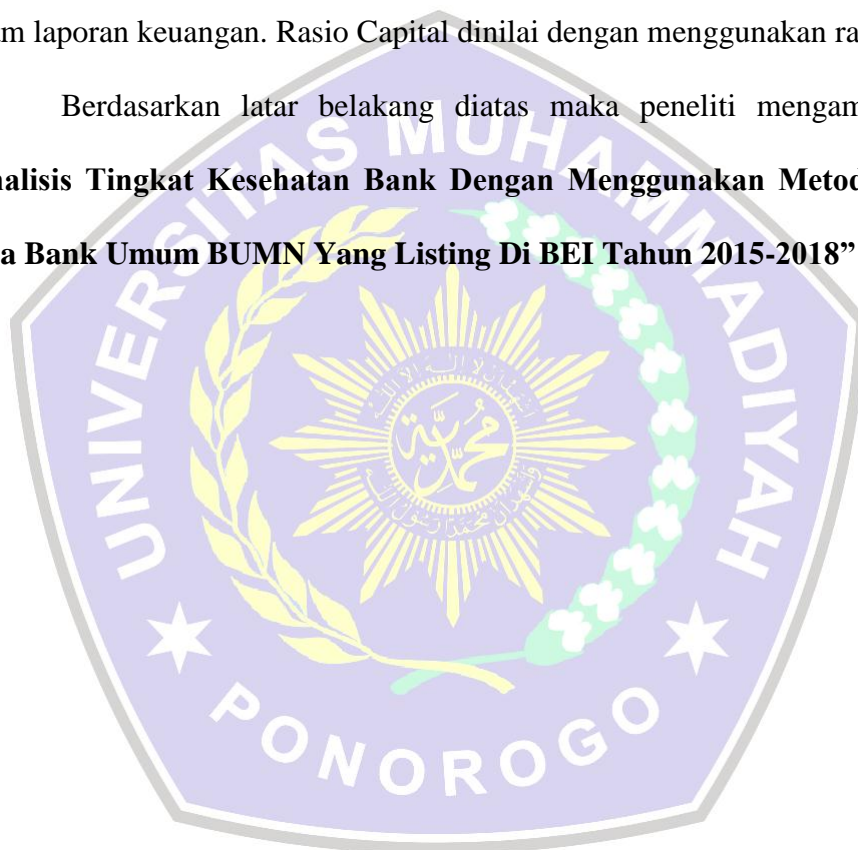 m laporan keuangan. Rasio Capital dinilai dengan menggunakan ra
Berdasarkan latar belakang diatas maka peneliti mengam
nalisis Tingkat Kesehatan Bank Dengan Menggunakan Metod
a Bank Umum BUMN Yang Listing Di BEI Tahun 2015-2018”
UNIVERSITAS MUHAMMADIYAH
محمدية
PONOROGO